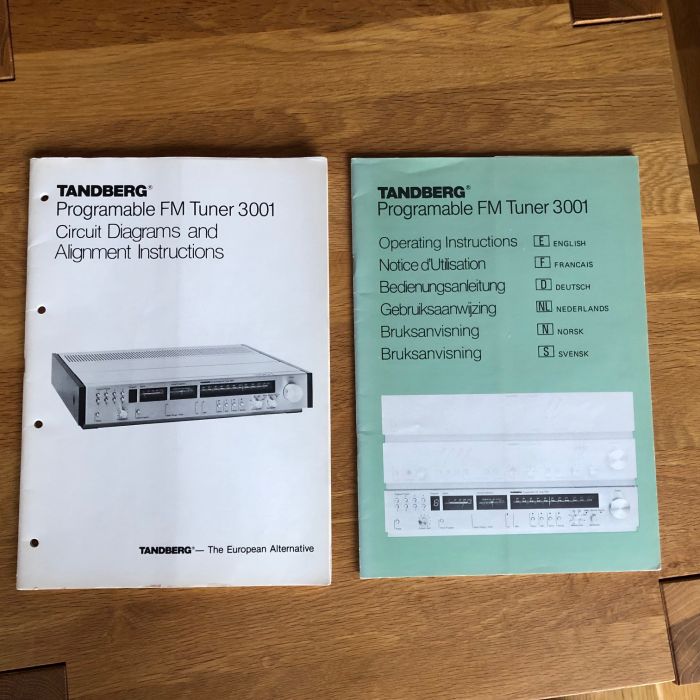 TANDBERG®
Programable FM Tuner 3001
Circuit Diagrams and
Alignment Instructions
TANDBERG® — The European Alternative
TANDBERG®
Programable FM Tuner 3001
Operating Instructions E ENGLISH
Notice d'Utilisation F FRANCAIS
Bedienungsanleitung D DEUTSCH
Gebruiksaanwijzing NL NEDERLANDS
Bruksanvisning N NORSK
Bruksanvisning S SVENSK